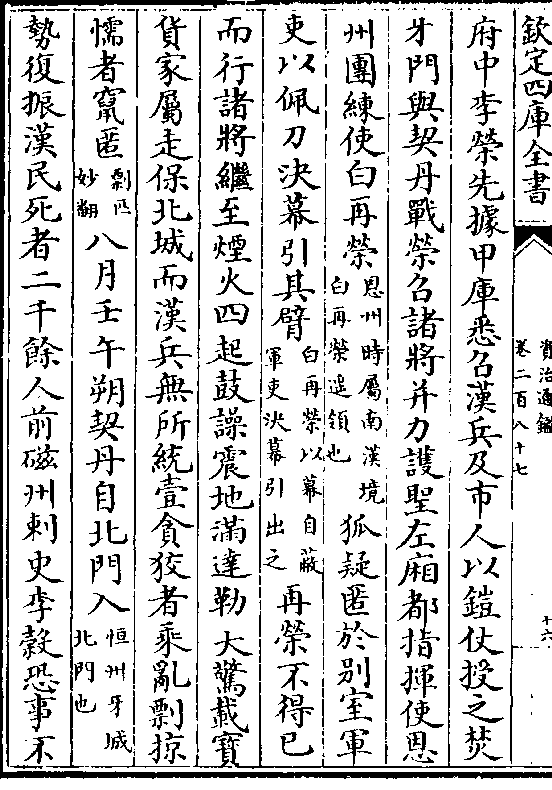 欽定四庫全書
資治通鑑
卷二百八十七
十六
府中李榮先據甲庫悉召漢兵及市人以鎧仗授之焚
牙門與契丹戰榮召諸將并力護聖左廂都指揮使恩
州團練使白再榮恩州時屬南漢境白再榮遥領也狐疑匿於别室軍
吏以佩刀決幕引其臂白再榮以幕自蔽軍吏決幕引出之再榮不得已
而行諸將繼至煙火四起鼓譟震地滿達勒大驚載寶
貨家屬走保北城而漢兵無所統壹貪狡者乘亂剽掠
懦者竄匿剽匹妙翻八月壬午朔契丹自北門入恒州牙城北門也
勢復振漢民死者二千餘人前磁州刺史李穀恐事不